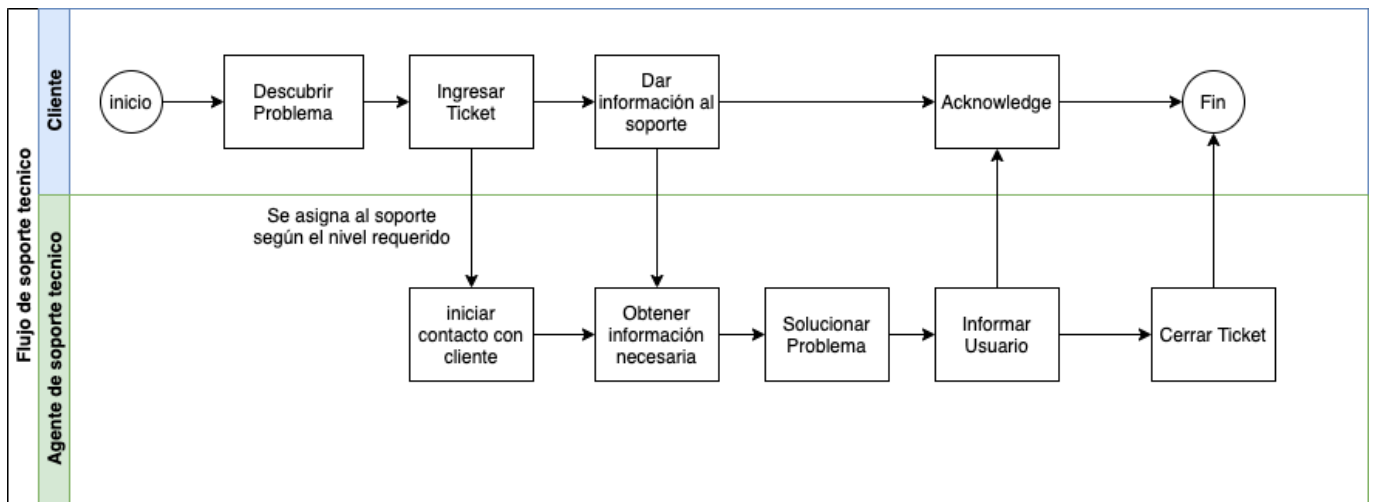 Flujo de soporte tecnico
Cliente
inicio
Descubrir
Problema
Ingresar
Ticket
Dar
información al
soporte
Acknowledge
Fin
Agente de soporte tecnico
Se asigna al soporte
según el nivel requerido
iniciar
contacto con
cliente
Obtener
información
necesaria
Solucionar
Problema
Informar
Usuario
Cerrar Ticket